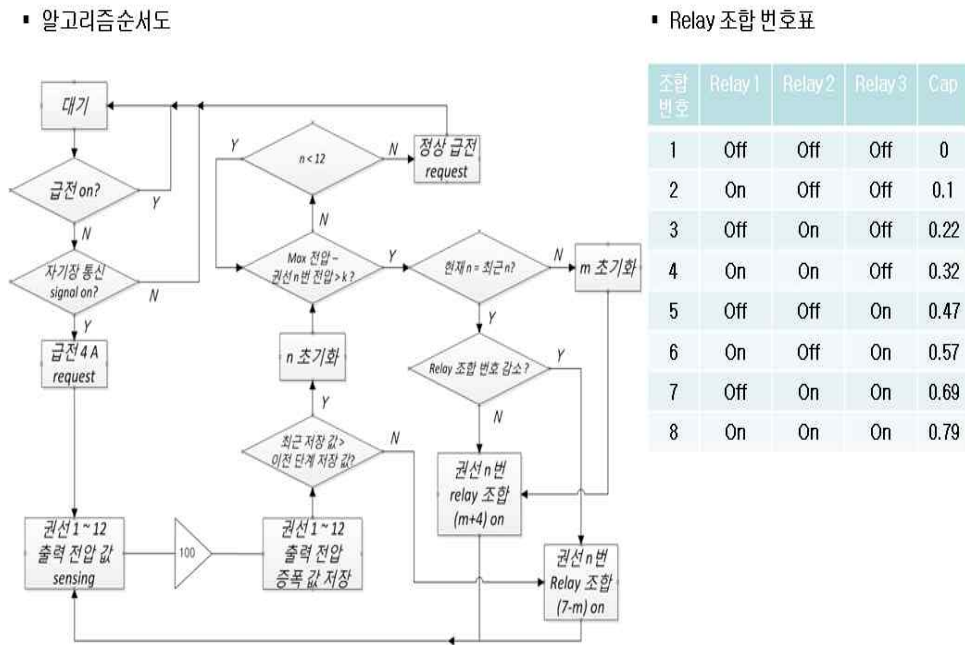 ▪ 알고리즘순서도
대기
급전 on?
Y
N
자기장 통신
signal on?
N
Y
급전 4 A
request
권선 1 ~ 12
출력 전압 값
sensing
100
권선 1 ~ 12
출력 전압
증폭 값 저장
최근 저장 값 >
이전 단계 저장 값?
N
Y
n 초기화
Max 전압 –
권선 n 번 전압 > k ?
N
Y
n < 12
Y
N
정상 급전
request
현재 n = 최근 n?
N
Y
m 초기화
Relay 조합 번호 감소 ?
Y
N
권선 n 번
relay 조합
(m+4) on
권선 n 번
Relay 조합
(7-m) on
▪ Relay 조합 번호표
조합 번호 Relay 1 Relay 2 Relay 3 Cap
1 Off Off Off 0
2 On Off Off 0.1
3 Off On Off 0.22
4 On On Off 0.32
5 Off Off On 0.47
6 On Off On 0.57
7 Off On On 0.69
8 On On On 0.79